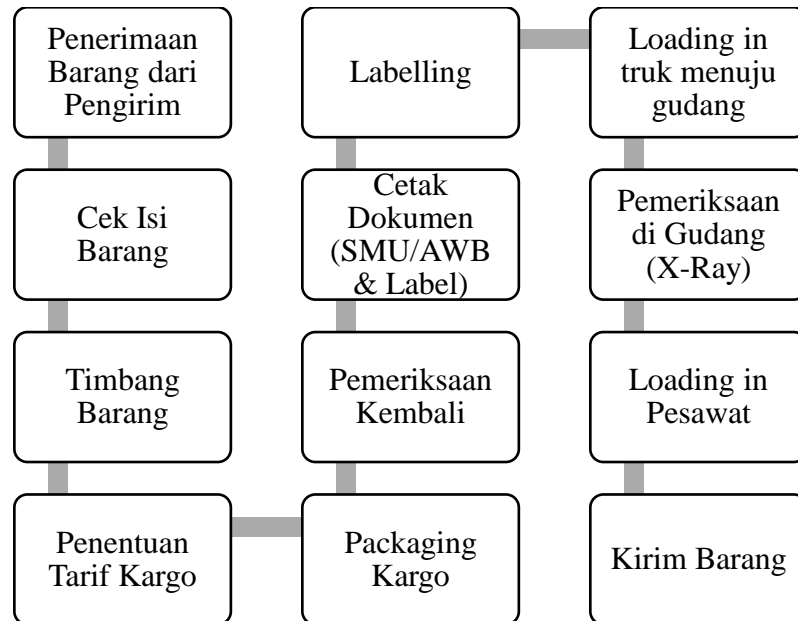 Penerimaan
Barang dari
Pengirim
Cek Isi
Barang
Timbang
Barang
Penentuan
Tarif Kargo
Packaging
Kargo
Pemeriksaan
Kembali
Cetak
Dokumen
(SMU/AWB
& Label)
Labelling
Loading in
truk menuju
gudang
Pemeriksaan
di Gudang
(X-Ray)
Loading in
Pesawat
Kirim Barang